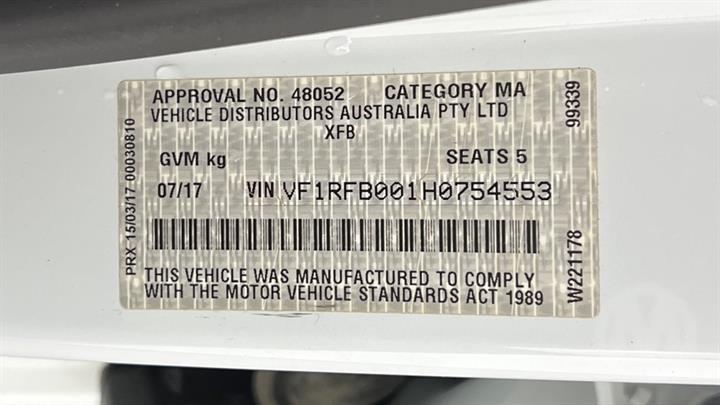 APPROVAL NO. 48052 CATEGORY MA
VEHICLE DISTRIBUTORS AUSTRALIA PTY LTD
XFB
GVM kg SEATS 5
07/17 VIN VF1RFB001H0754553
THIS VEHICLE WAS MANUFACTURED TO COMPLY
WITH THE MOTOR VEHICLE STANDARDS ACT 1989
PRX 15/03/17 00030810
99339
W221178